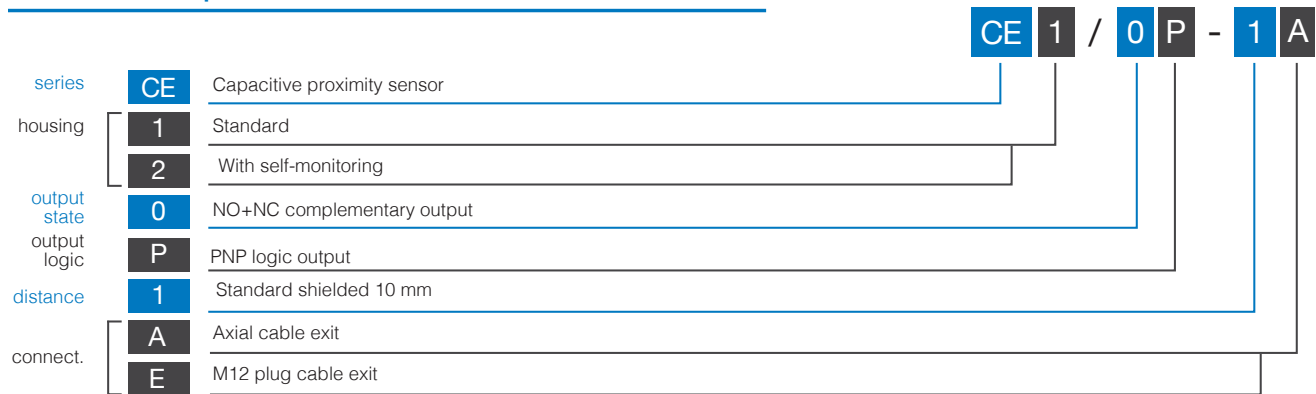 CE 1 / 0 P - 1 A
series CE Capacitive proximity sensor
housing 1 Standard
2 With self-monitoring
output state 0 NO+NC complementary output
output logic P PNP logic output
distance 1 Standard shielded 10 mm
connect. A Axial cable exit
E M12 plug cable exit